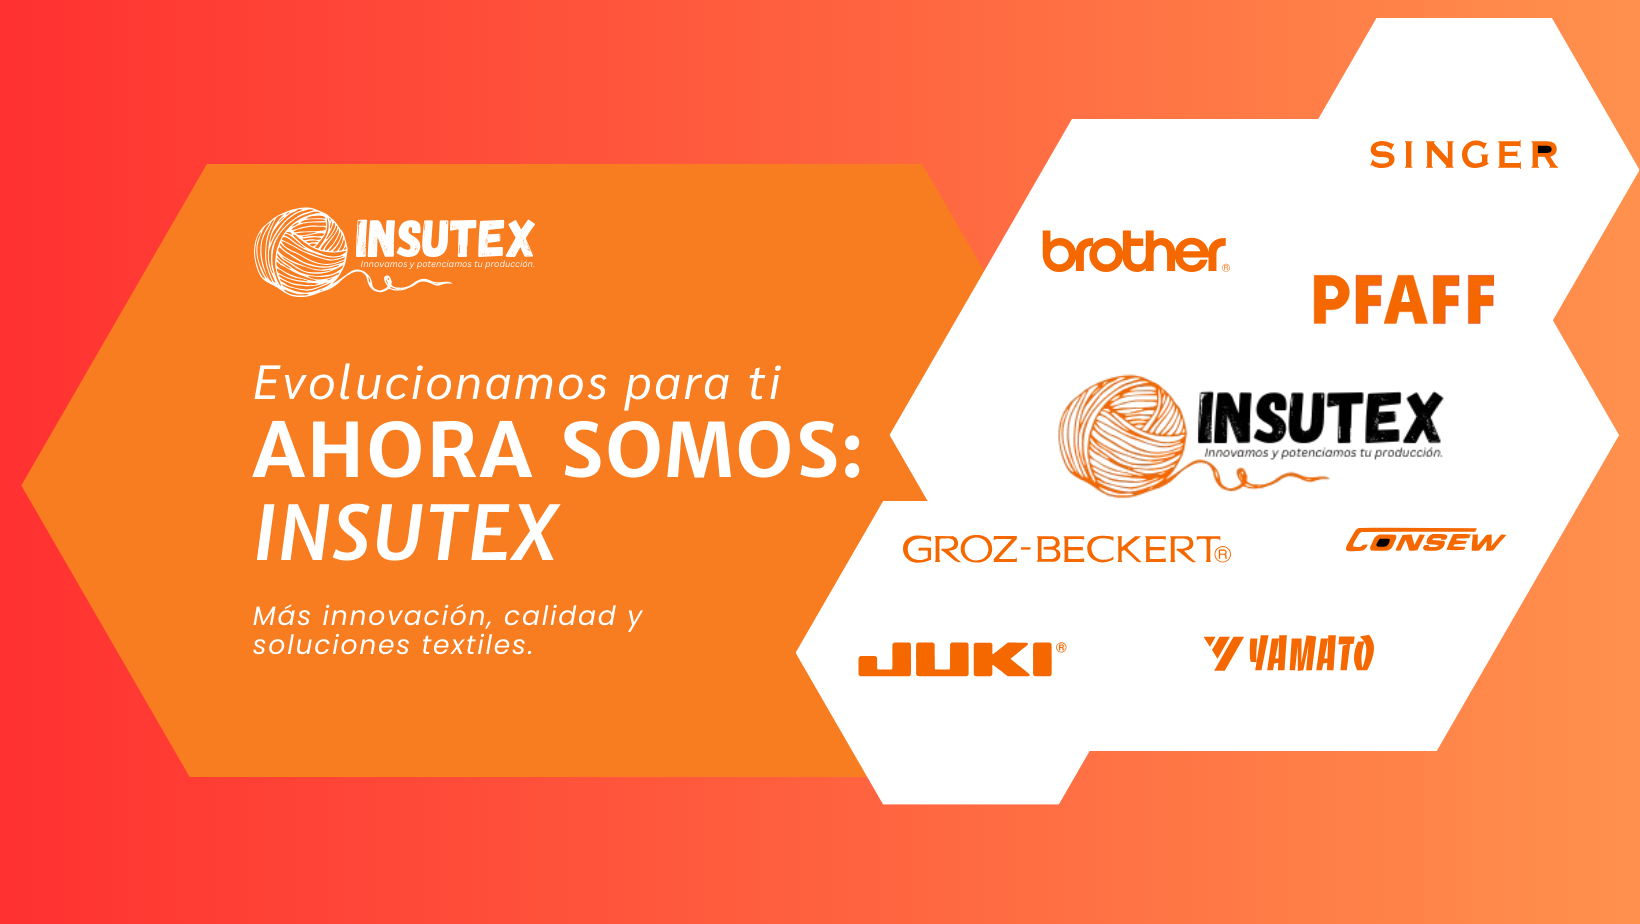 INSUTEX
Innovamos y potenciamos tu producción.
Evolucionamos para ti
AHORA SOMOS:
INSUTEX
Más innovación, calidad y
soluciones textiles.
SINGER
brother®
PFAFF
INSUTEX
Innovamos y potenciamos tu producción.
GROZ-BECKERT®
CONSEW
JUKI®
YAMATO